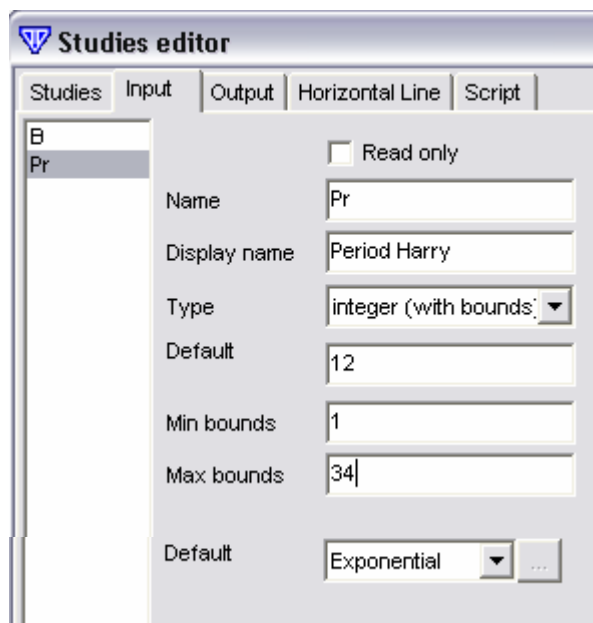 Studies editor
Studies Input Output Horizontal Line Script
B
Pr
Read only
Name Pr
Display name Period Harry
Type integer (with bounds)
Default 12
Min bounds 1
Max bounds 34
Default Exponential ...